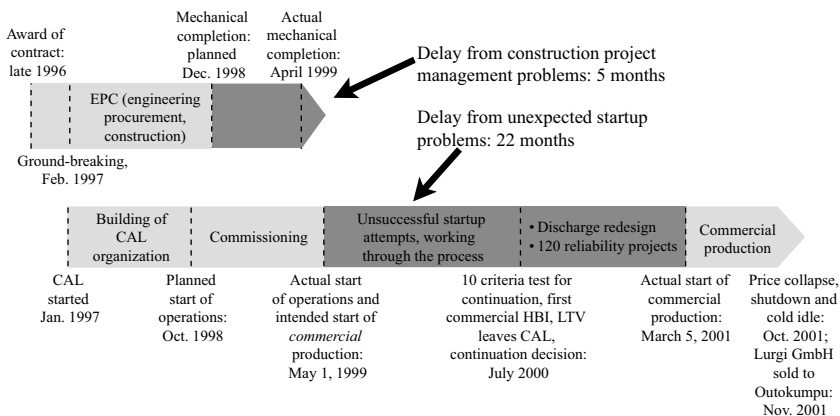 Award of
contract:
late 1996
Mechanical
completion:
planned
Dec. 1998
Actual
mechanical
completion:
April 1999
Delay from construction project
management problems: 5 months
EPC (engineering
procurement,
construction)
Delay from unexpected startup
problems: 22 months
Ground-breaking,
Feb. 1997
Building of
CAL
organization
Commissioning
Unsuccessful startup
attempts, working
through the process
• Discharge redesign
• 120 reliability projects
Commercial
production
CAL
started
Jan. 1997
Planned
start of
operations:
Oct. 1998
Actual start
of operations and
intended start of
commercial
production:
May 1, 1999
10 criteria test for
continuation, first
commercial HBI, LTV
leaves CAL,
continuation decision:
July 2000
Actual start of
commercial
production:
March 5, 2001
Price collapse,
shutdown and
cold idle:
Oct. 2001;
Lurgi GmbH
sold to
Outokumpu:
Nov. 2001